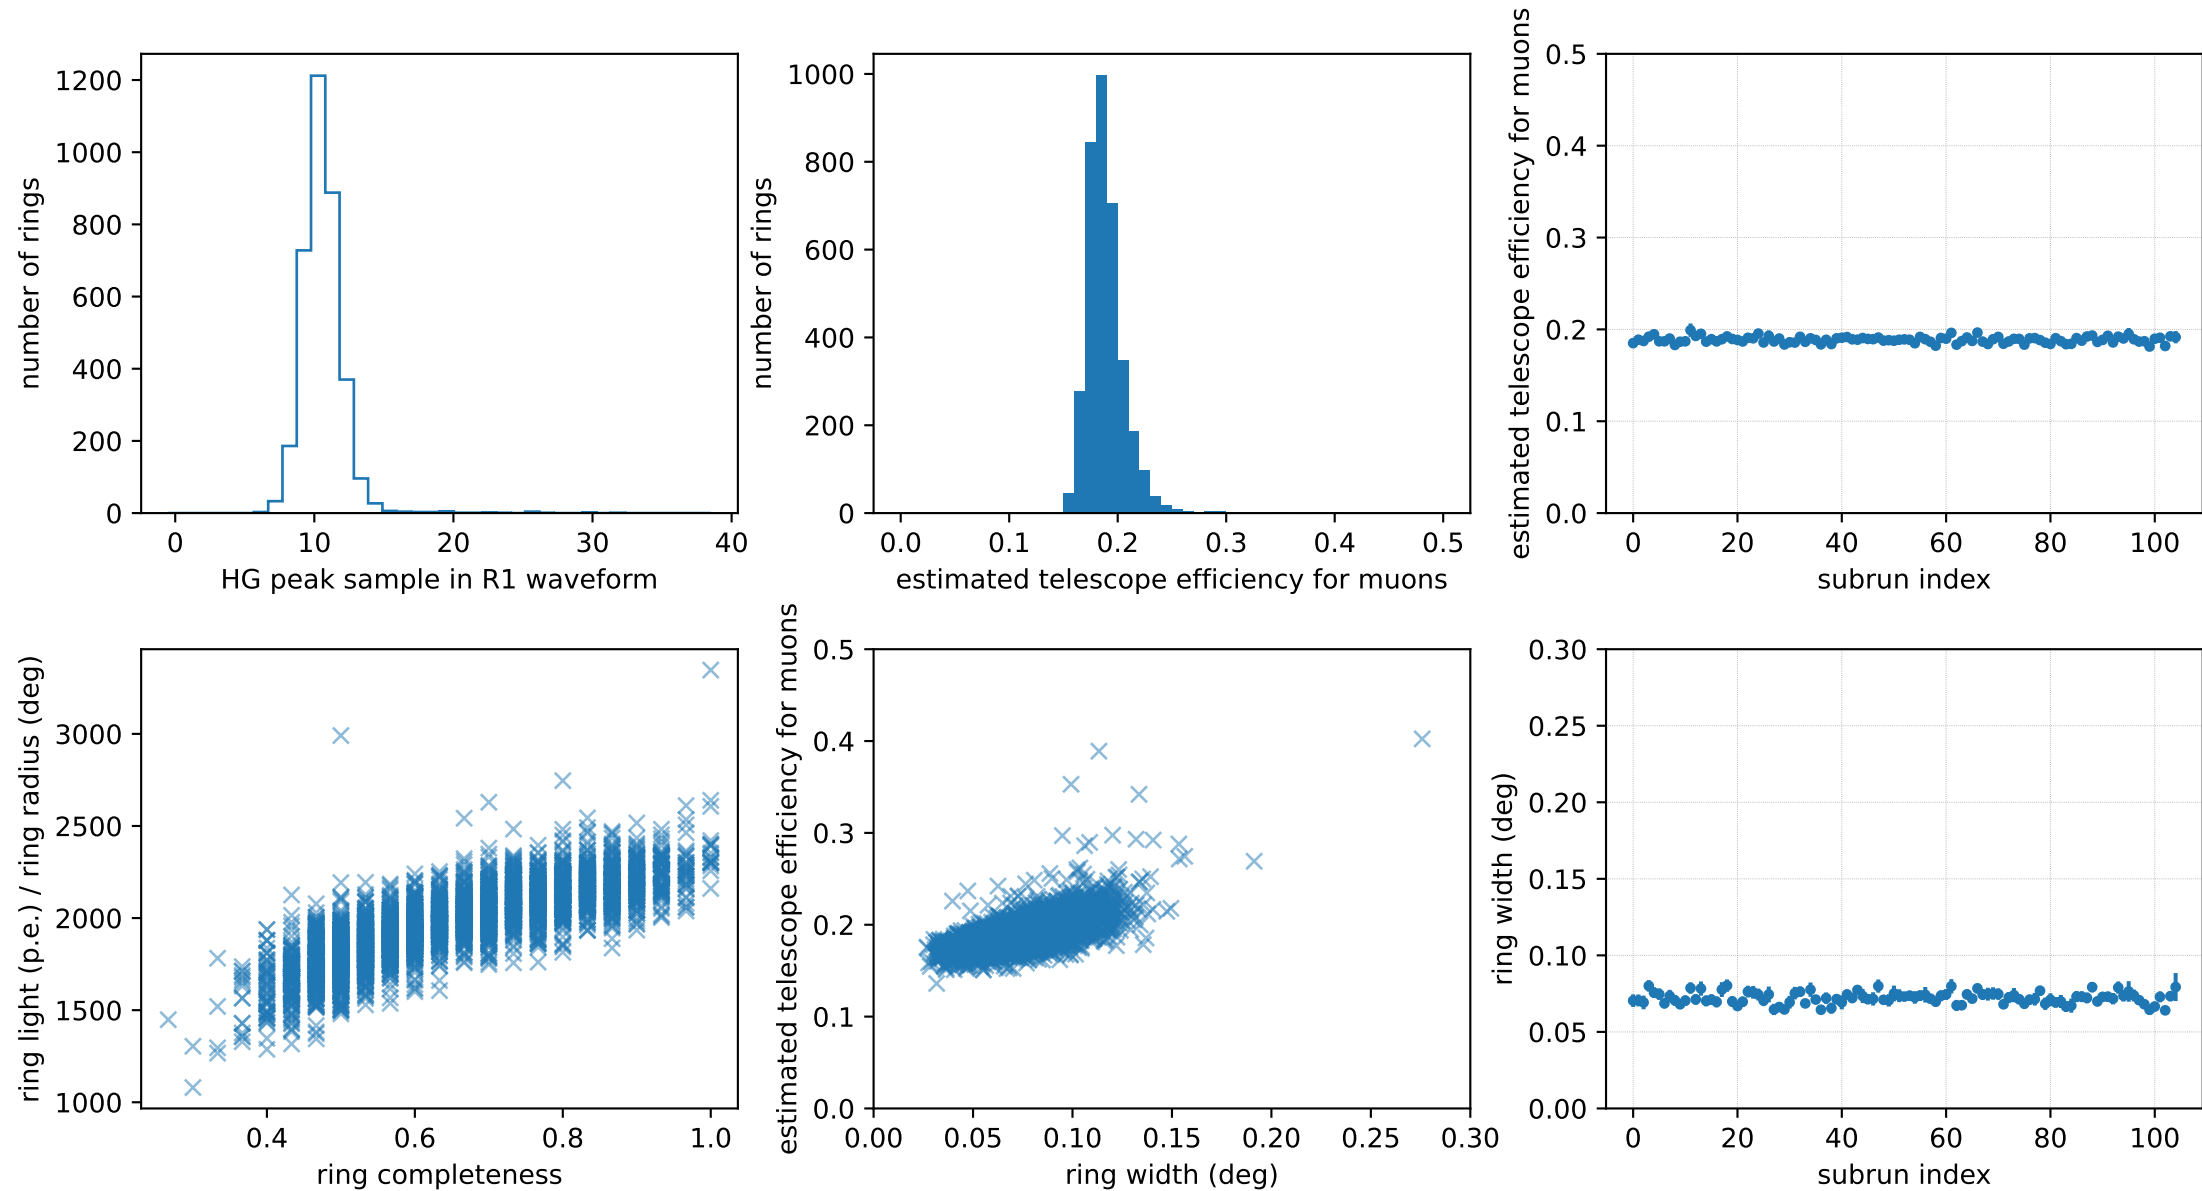 1200
1000
800
600
400
200
0
number of rings
0 10 20 30 40
HG peak sample in R1 waveform
1000
800
600
400
200
0
number of rings
0.0 0.1 0.2 0.3 0.4 0.5
estimated telescope efficiency for muons
0.5
0.4
0.3
0.2
0.1
0.0
estimated telescope efficiency for muons
0 20 40 60 80 100
subrun index
3000
2500
2000
1500
1000
ring light (p.e.) / ring radius (deg)
0.4 0.6 0.8 1.0
ring completeness
0.5
0.4
0.3
0.2
0.1
0.0
estimated telescope efficiency for muons
0.00 0.05 0.10 0.15 0.20 0.25 0.30
ring width (deg)
0.30
0.25
0.20
0.15
0.10
0.05
0.00
ring width (deg)
0 20 40 60 80 100
subrun index